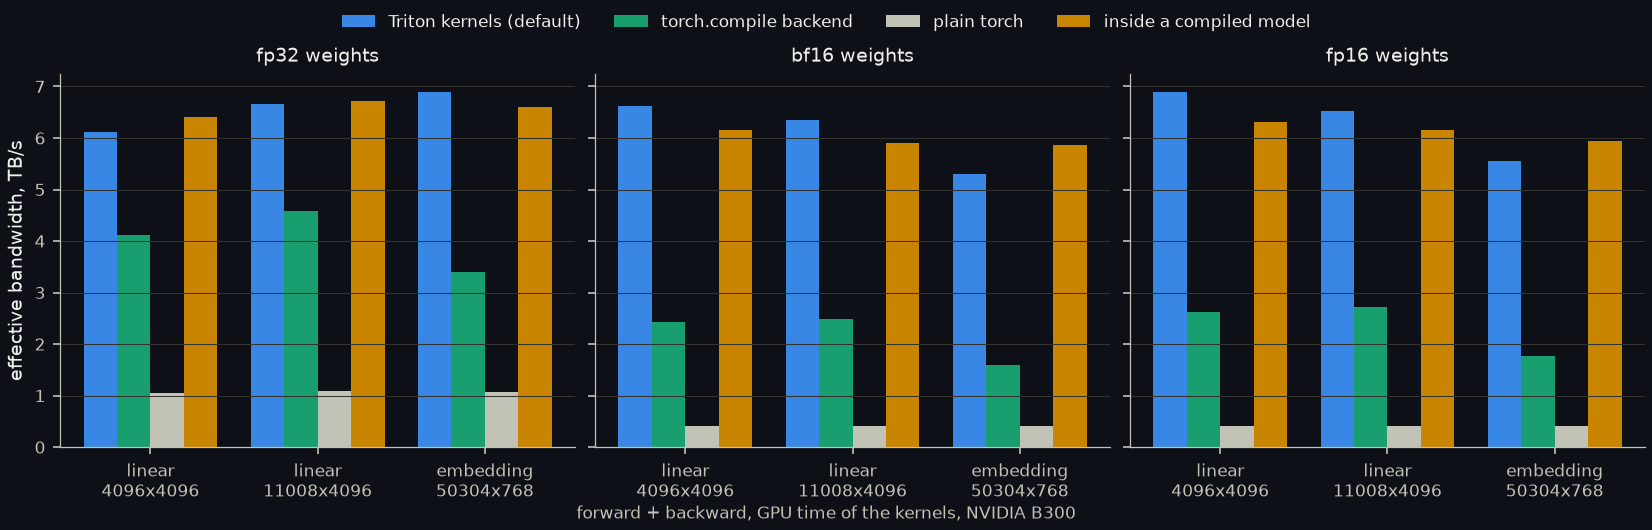 Triton kernels (default) torch.compile backend plain torch inside a compiled model
fp32 weights bf16 weights fp16 weights
effective bandwidth, TB/s
7
6
5
4
3
2
1
0
linear linear embedding linear linear embedding linear linear embedding
4096x4096 11008x4096 50304x768 4096x4096 11008x4096 50304x768 4096x4096 11008x4096 50304x768
forward + backward, GPU time of the kernels, NVIDIA B300